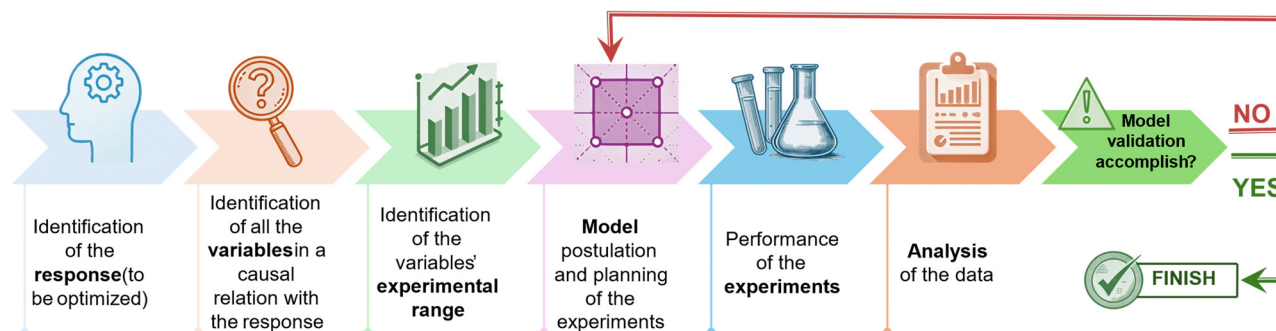 Identification
of the
response(to
be optimized)
Identification
of all the
variablesin a
causal
relation with
the response
Identification
of the
variables'
experimental
range
Model
postulation
and planning
of the
experiments
Performance
of the
experiments
Analysis
of the data
Model
validation
accomplish?
NO
YES
FINISH